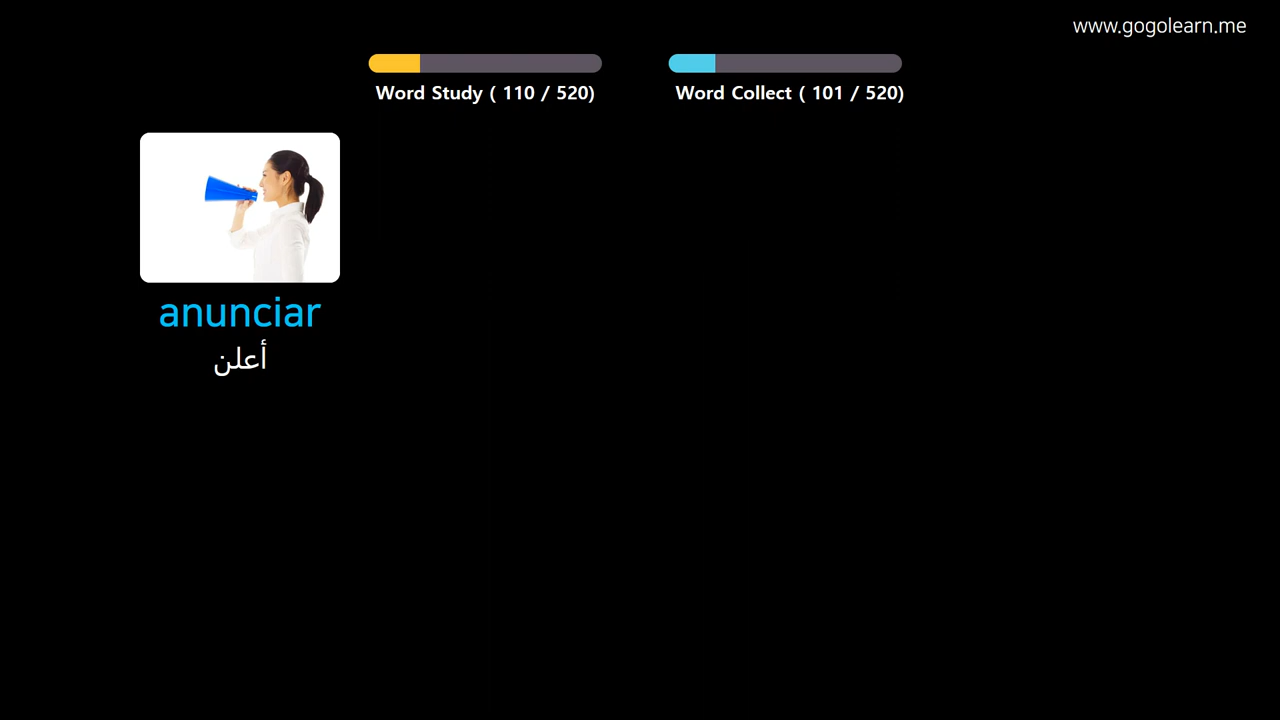 www.gogolearn.me
Word Study ( 110 / 520)
Word Collect ( 101 / 520)
anunciar
أعلن